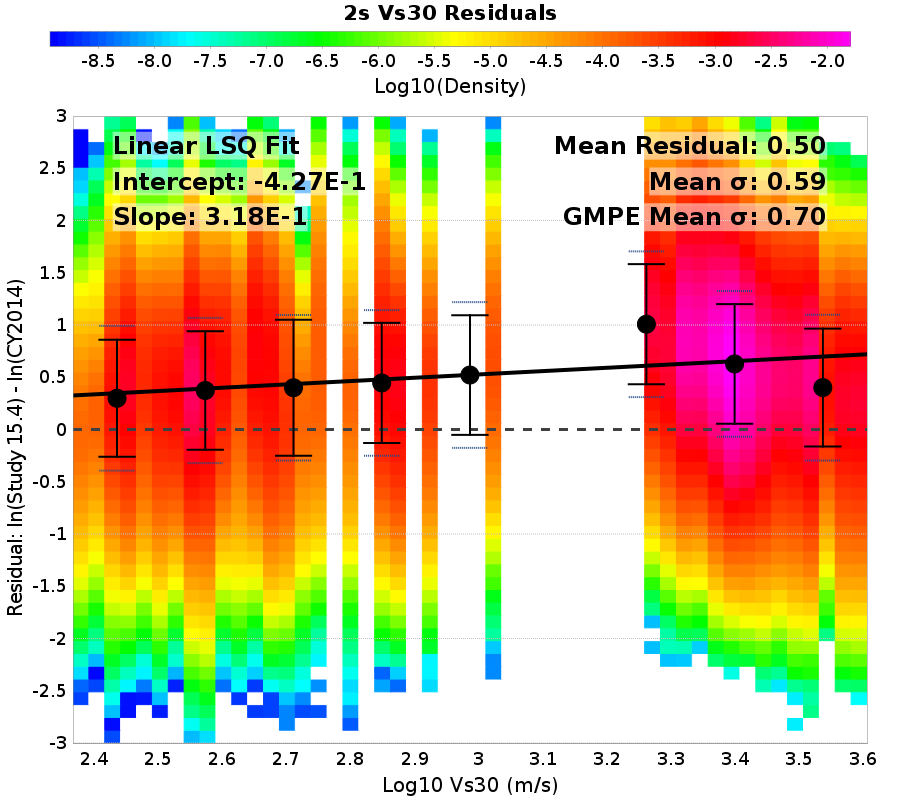 2s Vs30 Residuals
-8.5 -8.0 -7.5 -7.0 -6.5 -6.0 -5.5 -5.0 -4.5 -4.0 -3.5 -3.0 -2.5 -2.0
Log10(Density)
Linear LSQ Fit
Intercept: -4.27E-1
Slope: 3.18E-1
Mean Residual: 0.50
Mean σ: 0.59
GMPE Mean σ: 0.70
Residual: ln(Study 15.4) - ln(CY2014)
3
2.5
2
1.5
1
0.5
0
-0.5
-1
-1.5
-2
-2.5
-3
2.4 2.5 2.6 2.7 2.8 2.9 3 3.1 3.2 3.3 3.4 3.5 3.6
Log10 Vs30 (m/s)